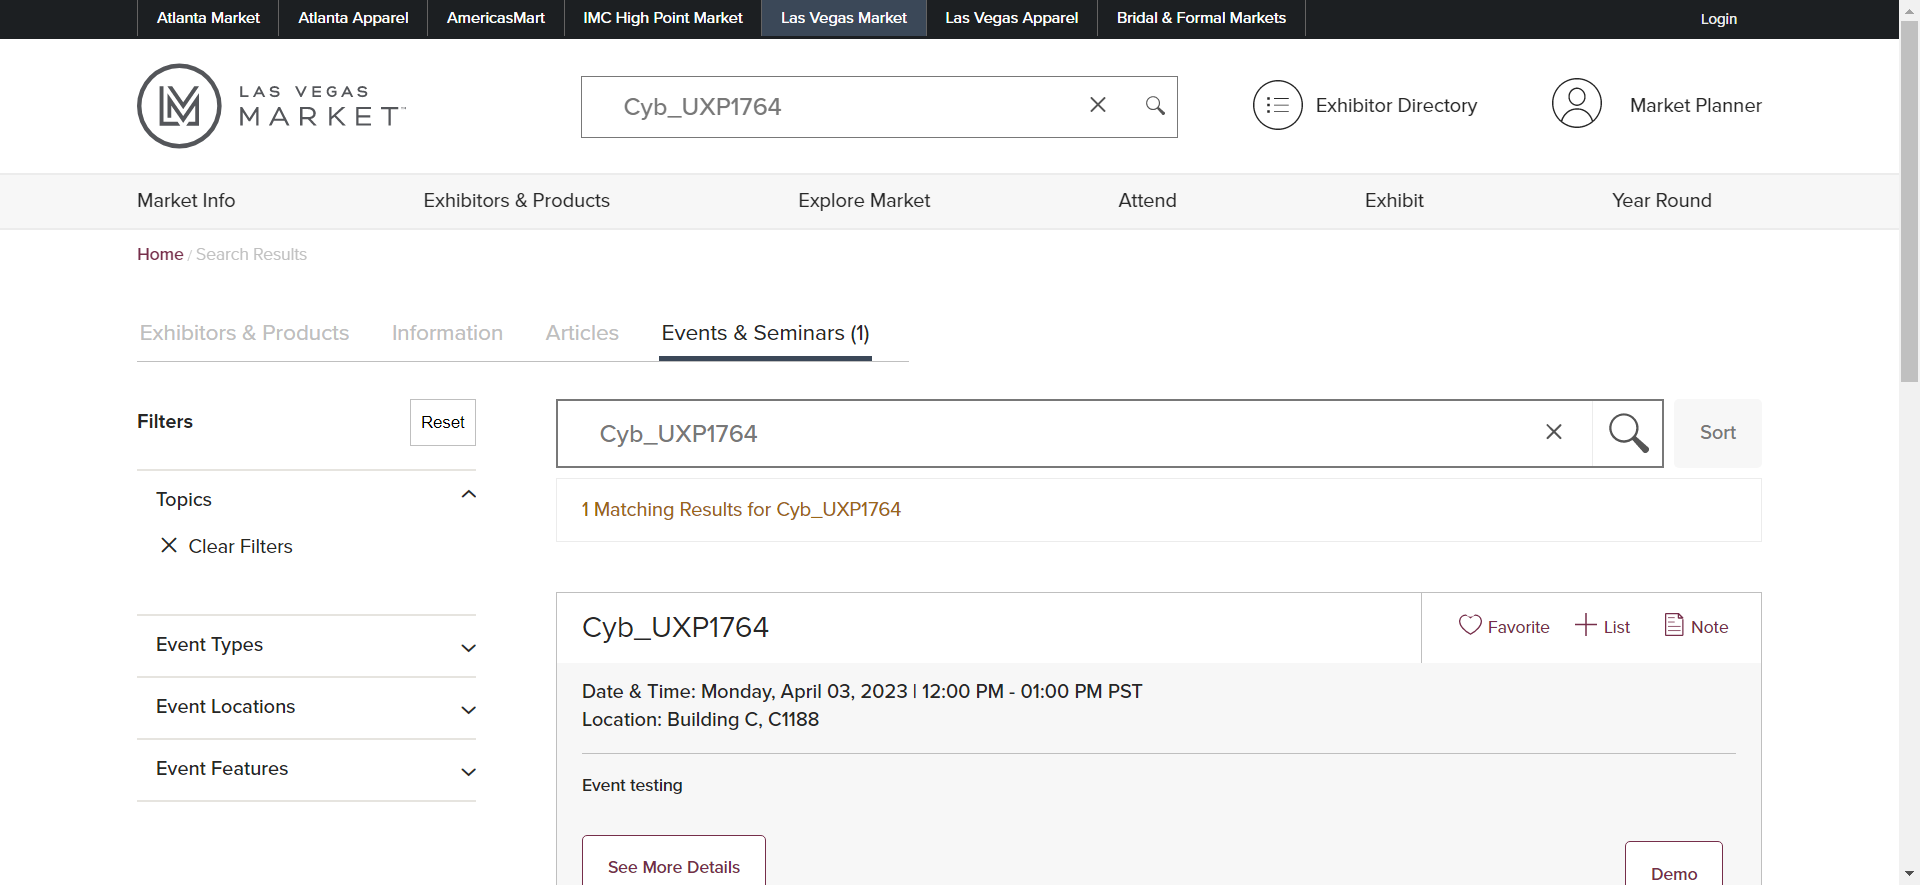 Atlanta Market
Atlanta Apparel
AmericasMart
IMC High Point Market
Las Vegas Market
Las Vegas Apparel
Bridal & Formal Markets
Login
LAS VEGAS
MARKET™
Cyb_UXP1764
Exhibitor Directory
Market Planner
Market Info
Exhibitors & Products
Explore Market
Attend
Exhibit
Year Round
Home / Search Results
Exhibitors & Products
Information
Articles
Events & Seminars (1)
Filters
Reset
Cyb_UXP1764
Sort
Topics
Clear Filters
1 Matching Results for Cyb_UXP1764
Event Types
Event Locations
Event Features
Cyb_UXP1764
Favorite
List
Note
Date & Time: Monday, April 03, 2023 | 12:00 PM - 01:00 PM PST
Location: Building C, C1188
Event testing
See More Details
Demo